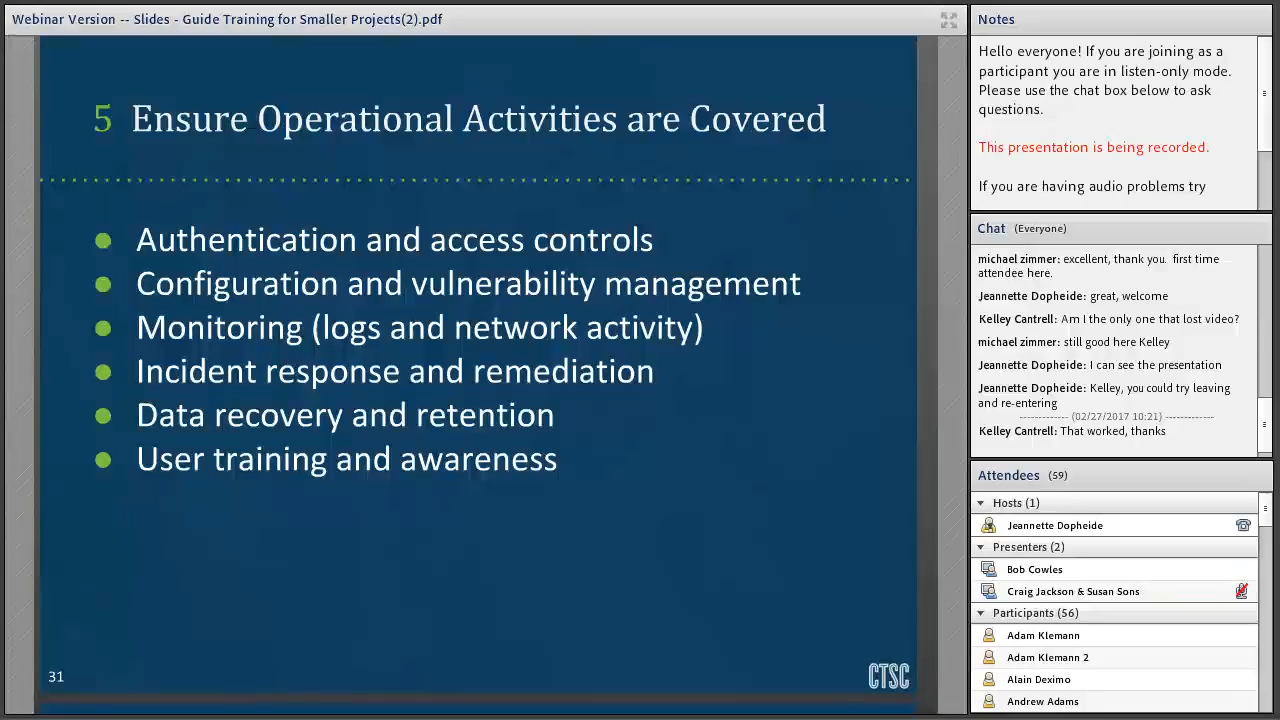 Webinar Version -- Slides - Guide Training for Smaller Projects(2).pdf
5 Ensure Operational Activities are Covered
Authentication and access controls
Configuration and vulnerability management
Monitoring (logs and network activity)
Incident response and remediation
Data recovery and retention
User training and awareness
31
CTSC
Notes
Hello everyone! If you are joining as a
participant you are in listen-only mode.
Please use the chat box below to ask
questions.
This presentation is being recorded.
If you are having audio problems try
Chat (Everyone)
michael zimmer: excellent, thank you. first time
attendee here.
Jeannette Dopheide: great, welcome
Kelley Cantrell: Am I the only one that lost video?
michael zimmer: still good here Kelley
Jeannette Dopheide: I can see the presentation
Jeannette Dopheide: Kelley, you could try leaving
and re-entering
------------- (02/27/2017 10:21) -------------
Kelley Cantrell: That worked, thanks
Attendees (59)
Hosts (1)
Jeannette Dopheide
Presenters (2)
Bob Cowles
Craig Jackson & Susan Sons
Participants (56)
Adam Klemann
Adam Klemann 2
Alain Deximo
Andrew Adams